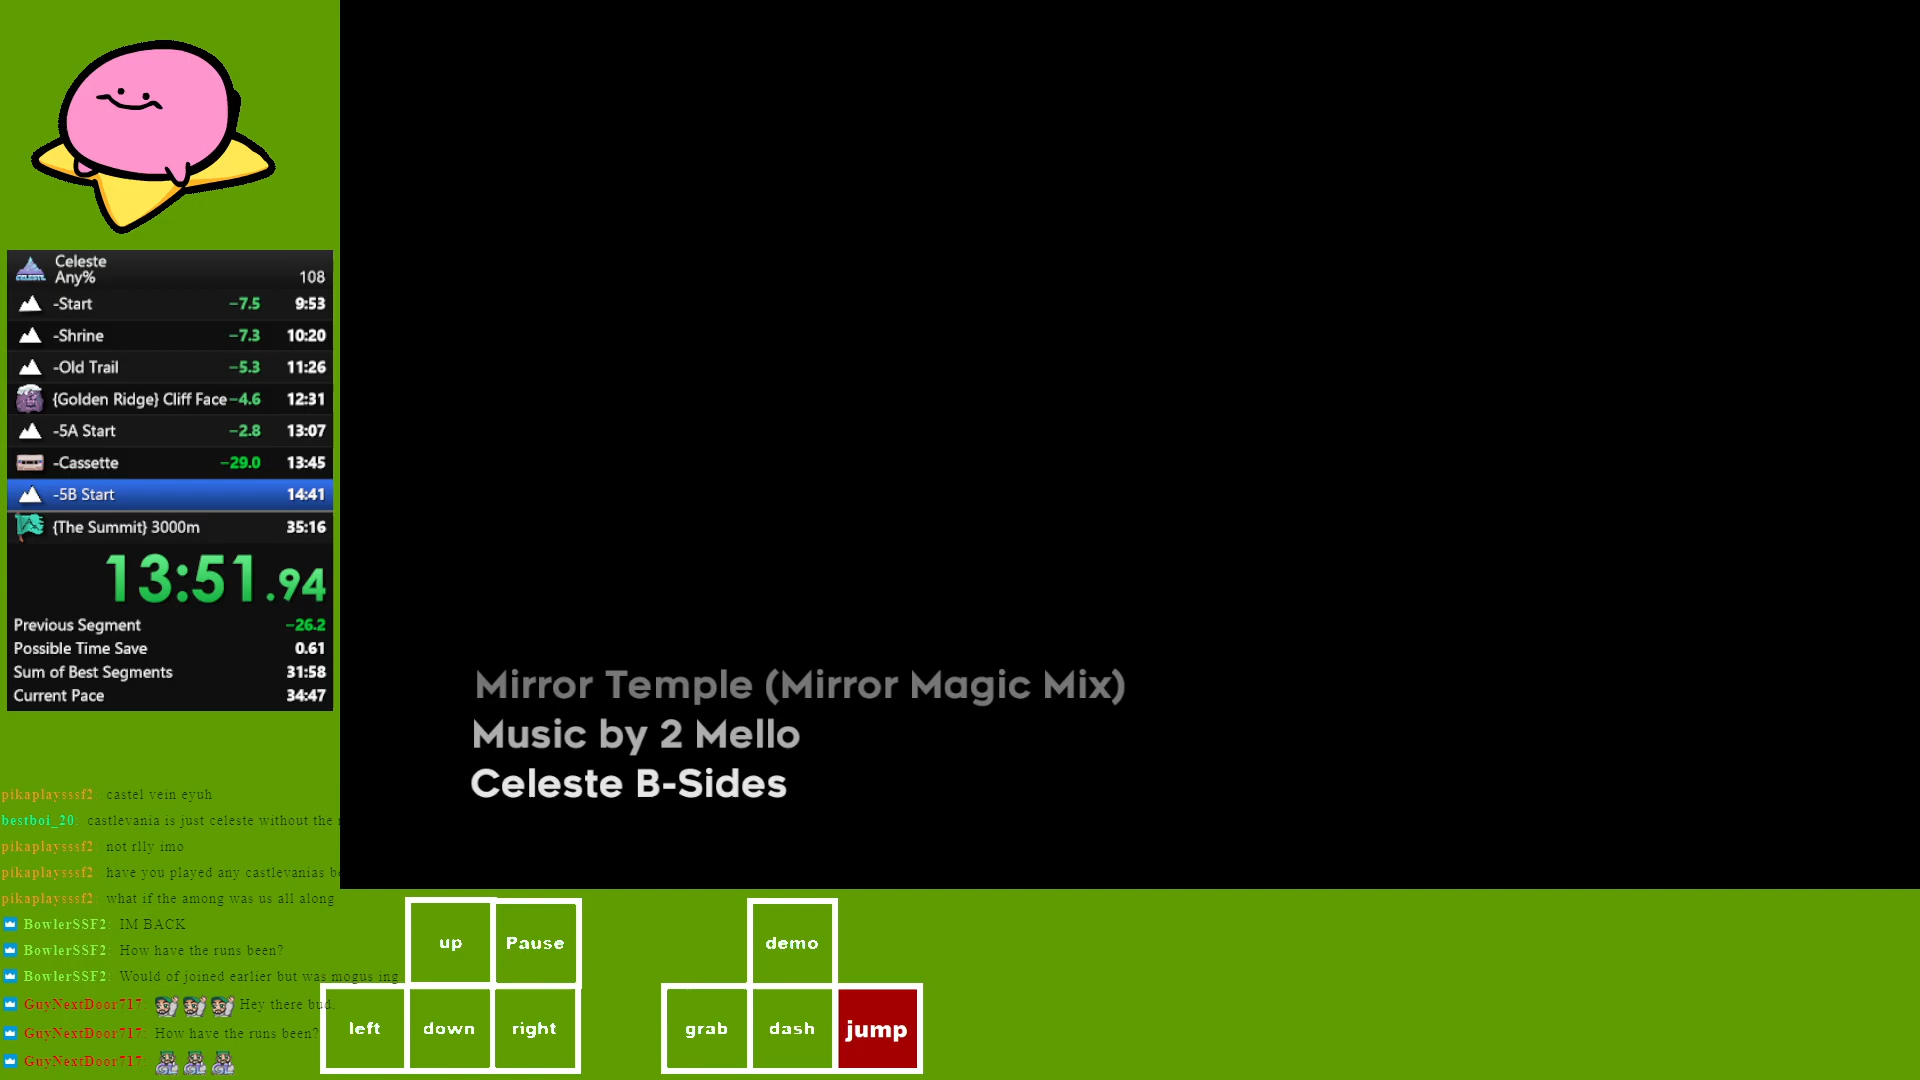 Celeste
Any% 108
-Start −7.5 9:53
-Shrine −7.3 10:20
-Old Trail −5.3 11:26
{Golden Ridge} Cliff Face −4.6 12:31
-5A Start −2.8 13:07
-Cassette −29.0 13:45
-5B Start 14:41
{The Summit} 3000m 35:16
13:51.94
Previous Segment −26.2
Possible Time Save 0.61
Sum of Best Segments 31:58
Current Pace 34:47
Mirror Temple (Mirror Magic Mix)
Music by 2 Mello
Celeste B-Sides
pikaplaysssf2: castel vein eyuh
bestboi_20: castlevania is just celeste without the
pikaplaysssf2: not rlly imo
pikaplaysssf2: have you played any castlevanias
pikaplaysssf2: what if the among was us all along
BowlerSSF2: IM BACK
BowlerSSF2: How have the runs been?
BowlerSSF2: Would of joined earlier but was mogus ing
GuyNextDoor717: Hey there bud.
GuyNextDoor717: How have the runs been?
GuyNextDoor717:
up Pause demo
left down right grab dash jump